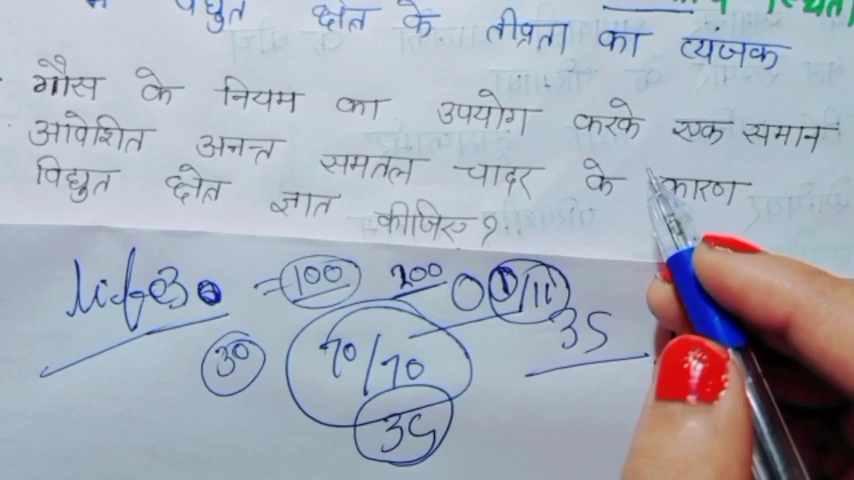 विद्युत क्षेत के तीव्रता का व्यंजक
गौस के नियम का उपयोग करके एक समान
आवेशित अनन्त समतल चादर के कारण
विद्युत क्षेत ज्ञात कीजिए ?
= 100 200
35
30 70/70
35